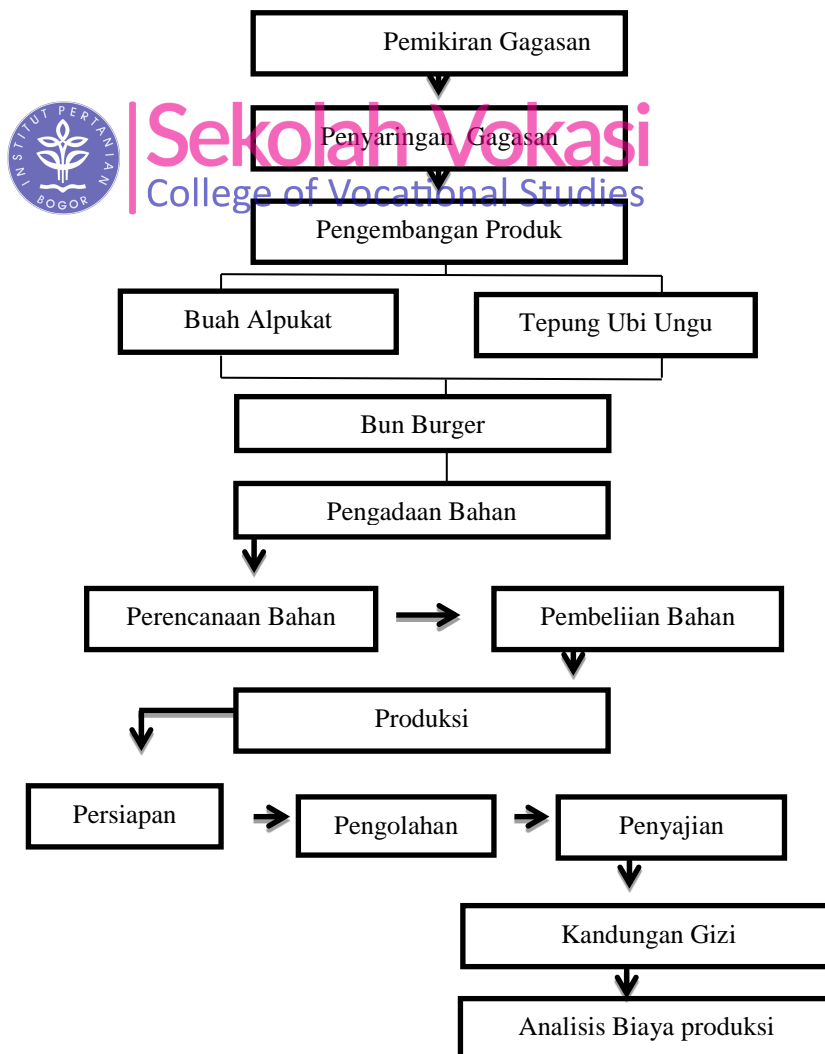 Pemikiran Gagasan
INSTITUT PERTANIAN
BOGOR
Sekolah Vokasi
College of Vocational Studies
Penyaringan Gagasan
Pengembangan Produk
Buah Alpukat
Tepung Ubi Ungu
Bun Burger
Pengadaan Bahan
Perencanaan Bahan
Pembeliian Bahan
Produksi
Persiapan
Pengolahan
Penyajian
Kandungan Gizi
Analisis Biaya produksi